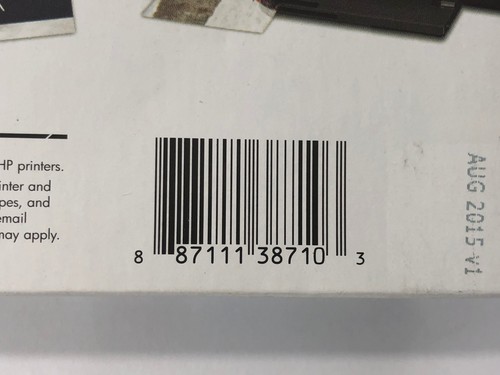 HP printers.
inter and
pes, and
email
may apply.
8 87111 38710 3
AUG 2015 V1